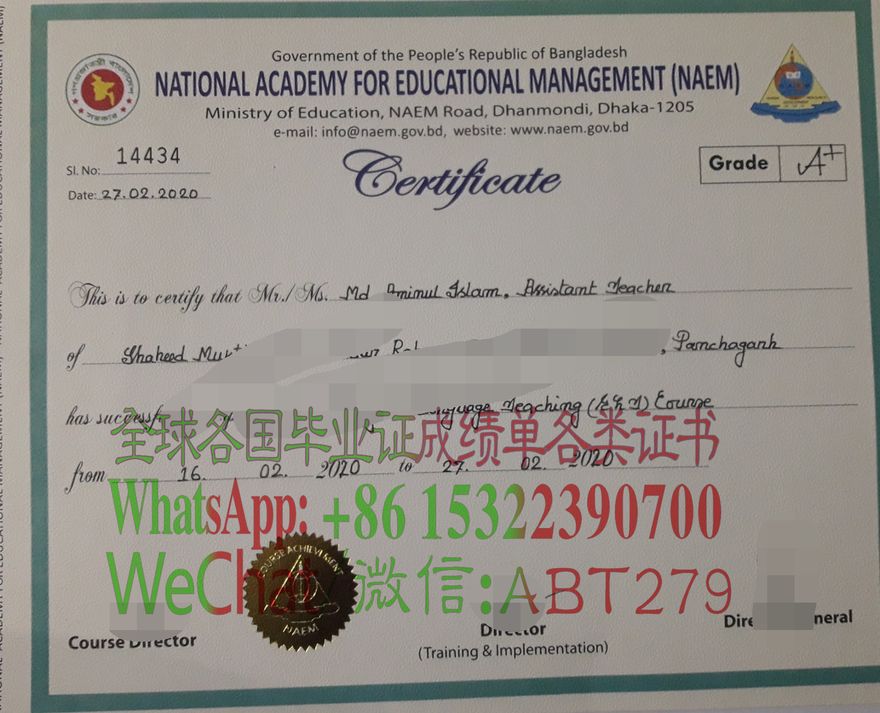 Government of the People's Republic of Bangladesh
NATIONAL ACADEMY FOR EDUCATIONAL MANAGEMENT (NAEM)
Ministry of Education, NAEM Road, Dhanmondi, Dhaka-1205
e-mail: info@naem.gov.bd, website: www.naem.gov.bd
Sl. No: 14434
Date: 27.02.2020
Certificate
Grade A+
This is to certify that Mr./Ms. Md Aminul Islam, Assistant Teacher
of Shaheed
has
Teaching (ELT) Course
全球各国毕业证成绩单各类证书
from 16. 02. 2020 to 27. 02. 2020
WhatsApp: +86 15322390700
WeChat 微信:ABT279
COURSE ACHIEVEMENT
NAEM
Course Director
Director
(Training & Implementation)